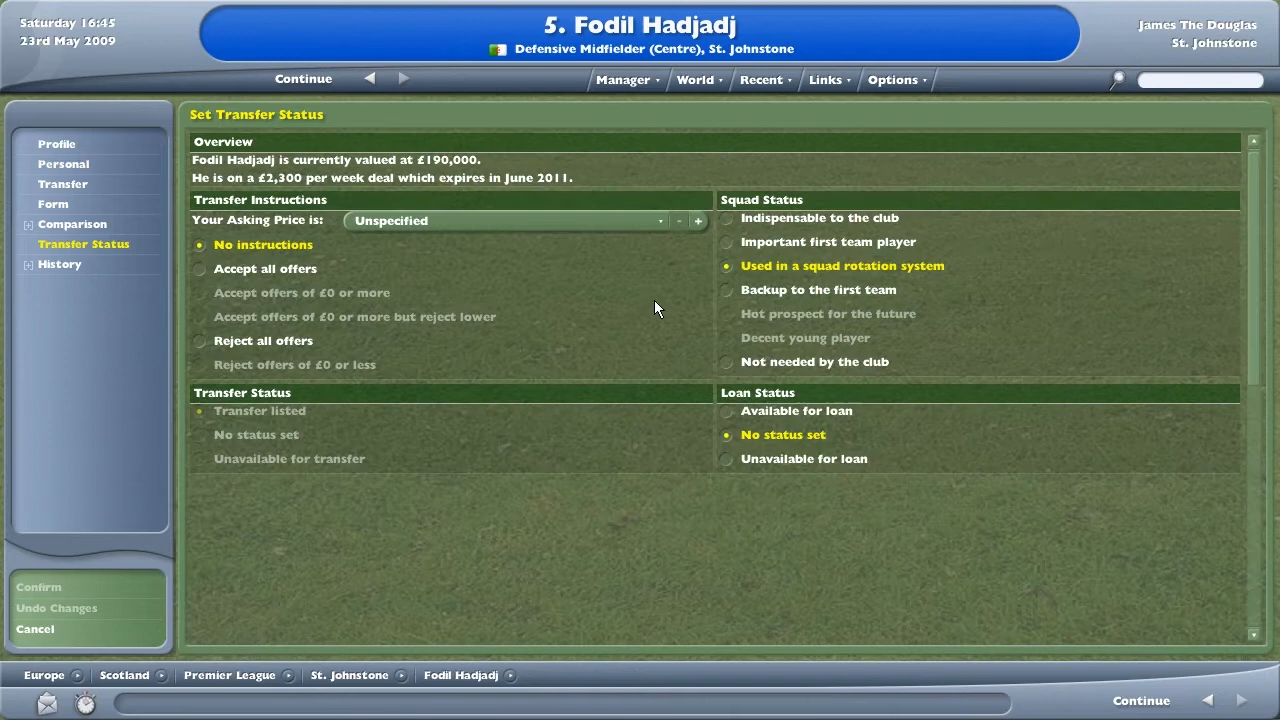 Saturday 16:45
23rd May 2009
5. Fodil Hadjadj
Defensive Midfielder (Centre), St. Johnstone
James The Douglas
St. Johnstone
Continue
Manager
World
Recent
Links
Options
Profile
Personal
Transfer
Form
Comparison
Transfer Status
History
Confirm
Undo Changes
Cancel
Set Transfer Status
Overview
Fodil Hadjadj is currently valued at £190,000.
He is on a £2,300 per week deal which expires in June 2011.
Transfer Instructions
Your Asking Price is: Unspecified - +
No instructions
Accept all offers
Accept offers of £0 or more
Accept offers of £0 or more but reject lower
Reject all offers
Reject offers of £0 or less
Squad Status
Indispensable to the club
Important first team player
Used in a squad rotation system
Backup to the first team
Hot prospect for the future
Decent young player
Not needed by the club
Transfer Status
Transfer listed
No status set
Unavailable for transfer
Loan Status
Available for loan
No status set
Unavailable for loan
Europe
Scotland
Premier League
St. Johnstone
Fodil Hadjadj
Continue